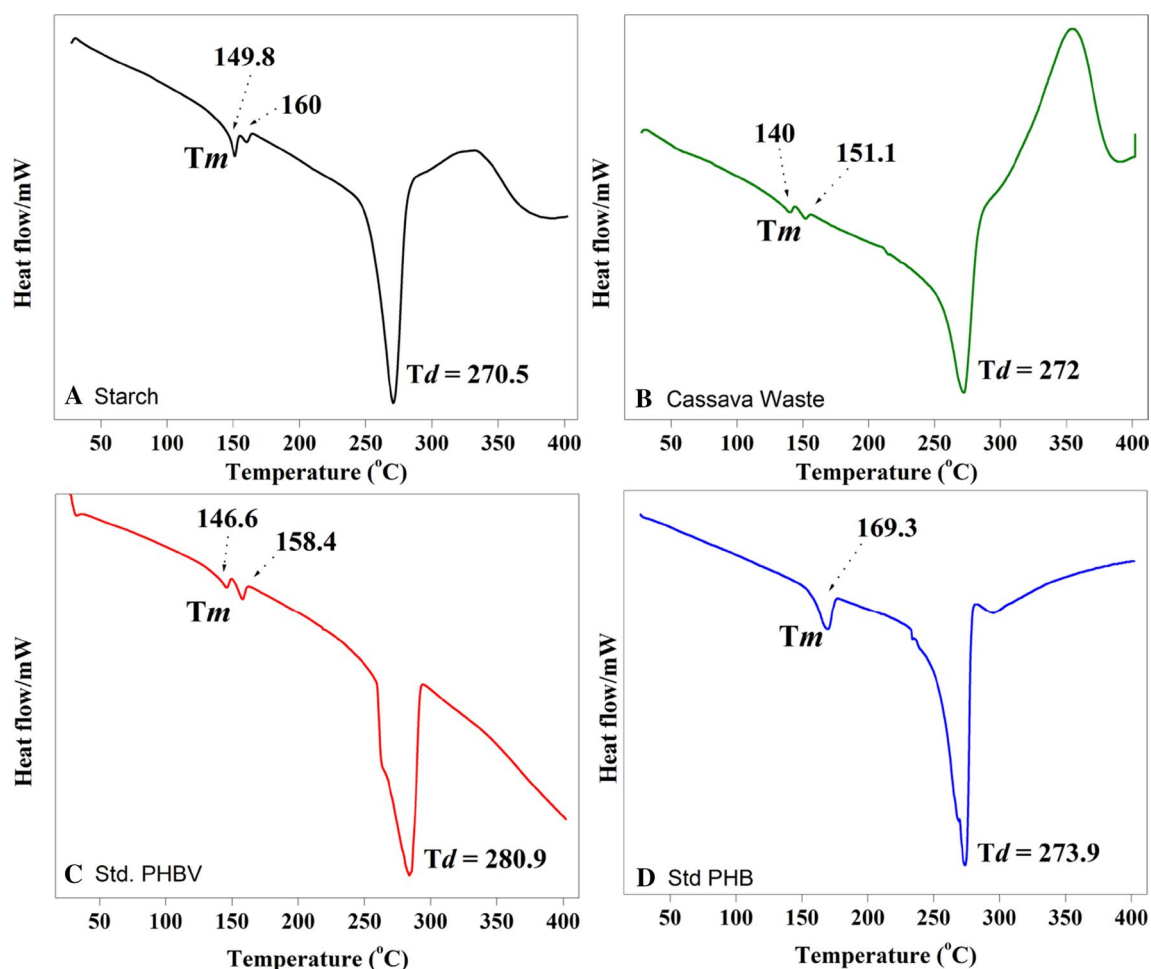 149.8
160
Tm
Td = 270.5
A Starch
Heat flow/mW
50 100 150 200 250 300 350 400
Temperature (°C)
140
151.1
Tm
Td = 272
B Cassava Waste
Heat flow/mW
50 100 150 200 250 300 350 400
Temperature (°C)
146.6
158.4
Tm
Td = 280.9
C Std. PHBV
Heat flow/mW
50 100 150 200 250 300 350 400
Temperature (°C)
169.3
Tm
Td = 273.9
D Std PHB
Heat flow/mW
50 100 150 200 250 300 350 400
Temperature (°C)